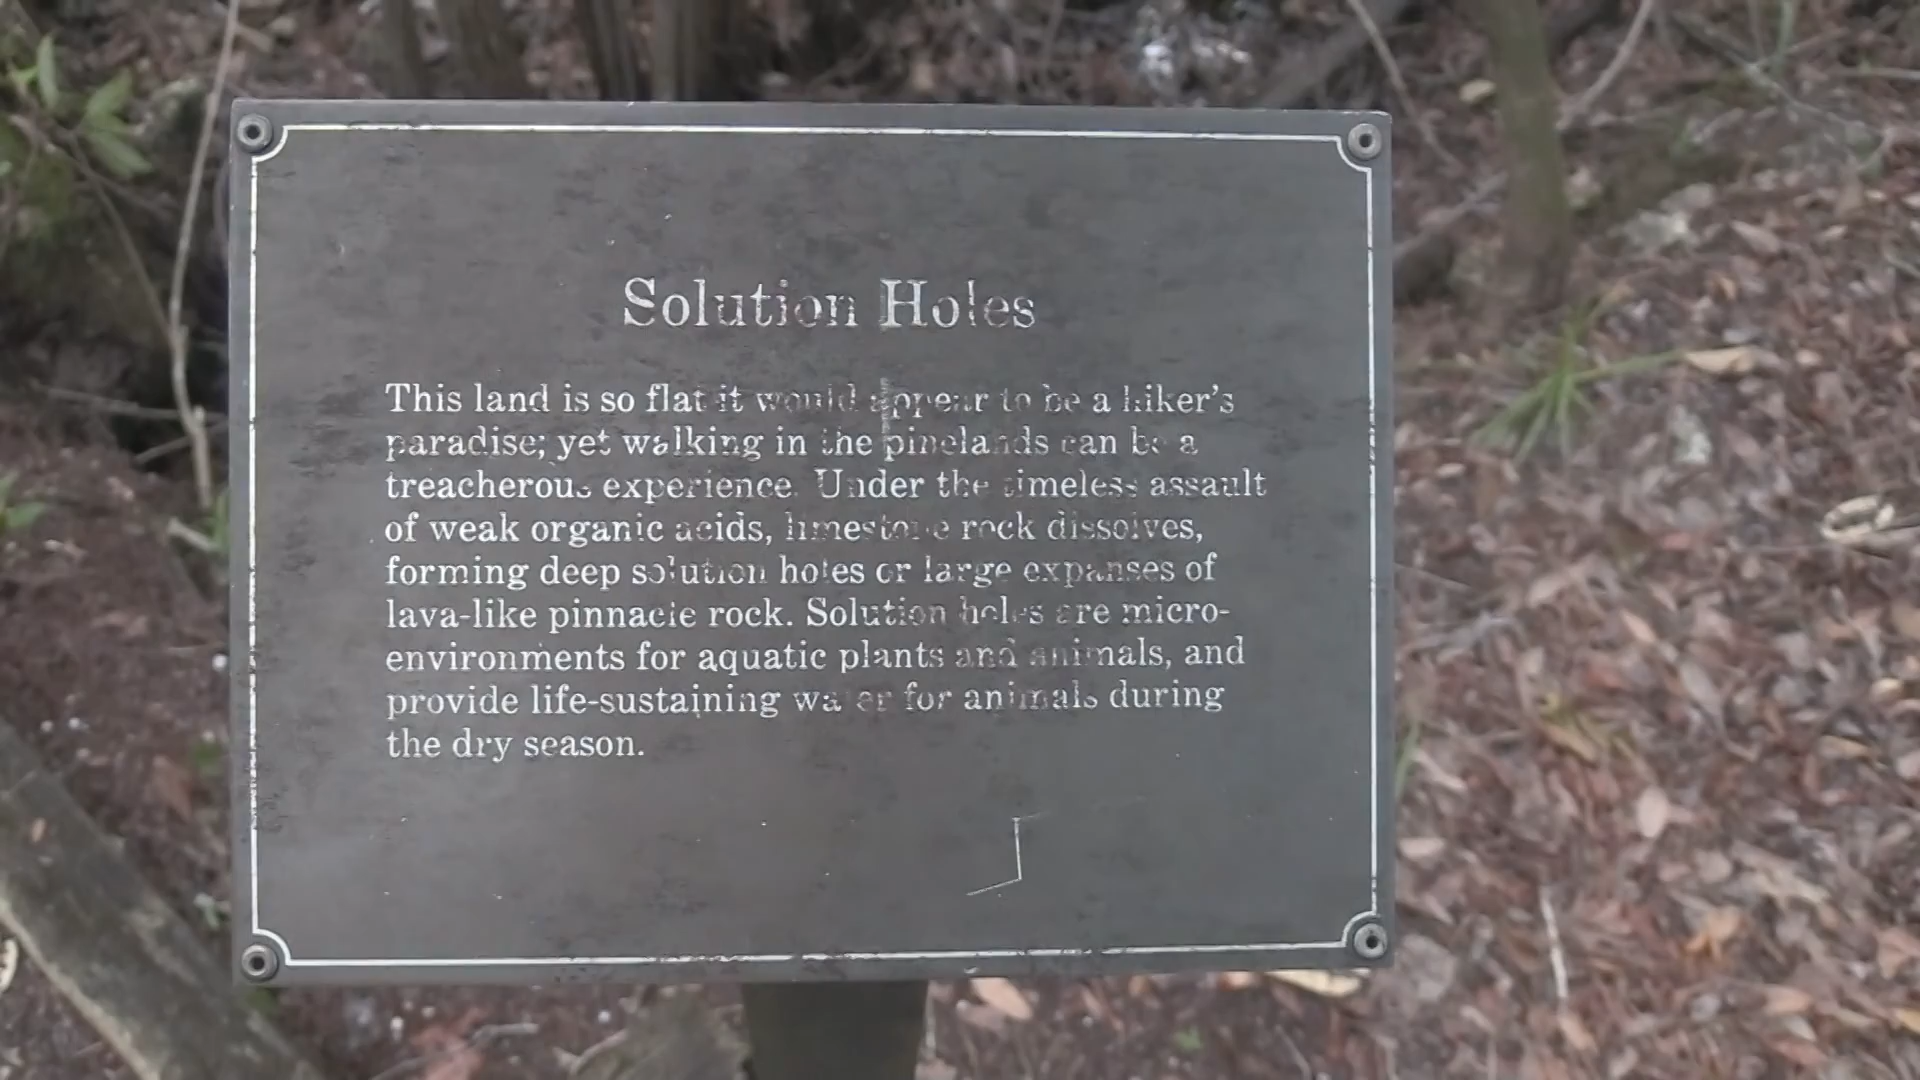 Solution Holes
This land is so flat it would appear to be a hiker's
paradise; yet walking in the pinelands can be a
treacherous experience. Under the timeless assault
of weak organic acids, limestone rock dissolves,
forming deep solution holes or large expanses of
lava-like pinnacle rock. Solution holes are micro-
environments for aquatic plants and animals, and
provide life-sustaining water for animals during
the dry season.